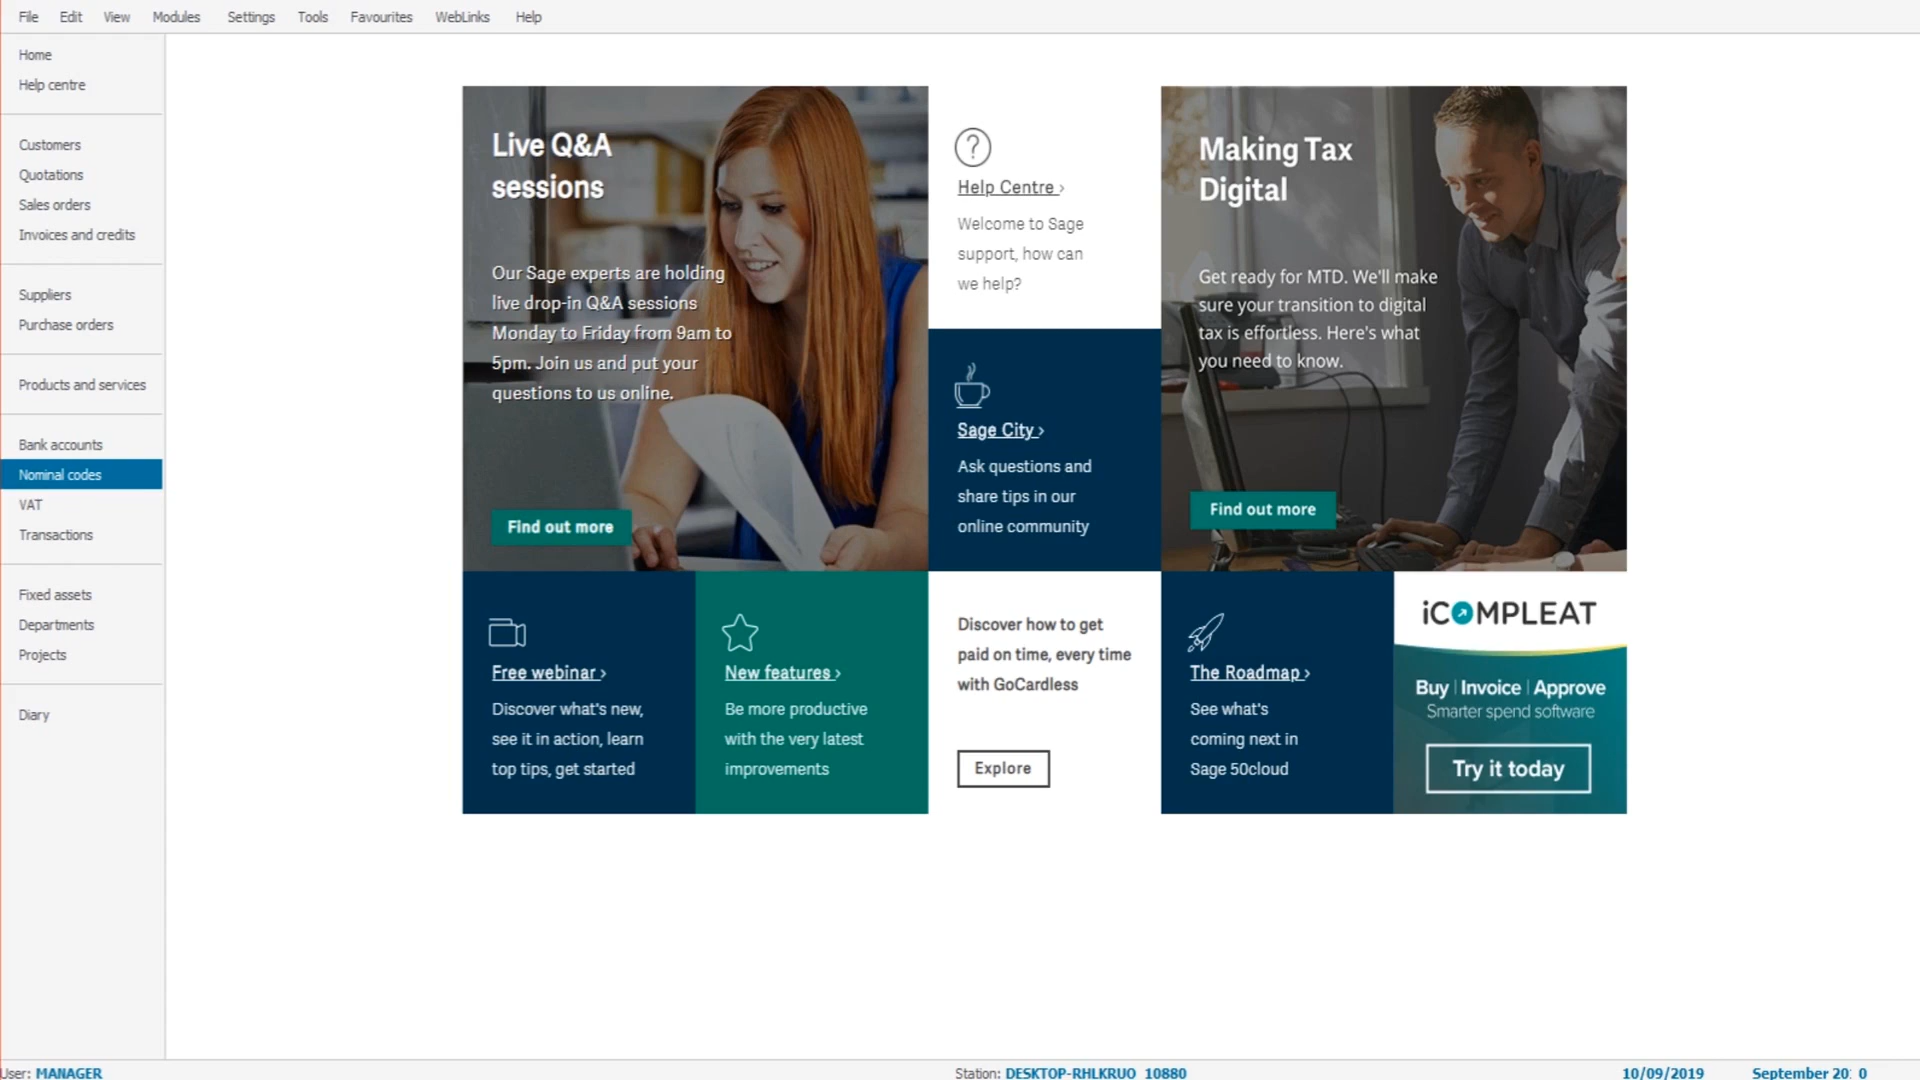 File Edit View Modules Settings Tools Favourites WebLinks Help
Home
Help centre
Customers
Quotations
Sales orders
Invoices and credits
Suppliers
Purchase orders
Products and services
Bank accounts
Nominal codes
VAT
Transactions
Fixed assets
Departments
Projects
Diary
Live Q&A
sessions
Our Sage experts are holding
live drop-in Q&A sessions
Monday to Friday from 9am to
5pm. Join us and put your
questions to us online.
Find out more
Help Centre ›
Welcome to Sage
support, how can
we help?
Sage City ›
Ask questions and
share tips in our
online community
Making Tax
Digital
Get ready for MTD. We'll make
sure your transition to digital
tax is effortless. Here's what
you need to know.
Find out more
Free webinar ›
Discover what's new,
see it in action, learn
top tips, get started
New features ›
Be more productive
with the very latest
improvements
Discover how to get
paid on time, every time
with GoCardless
Explore
The Roadmap ›
See what's
coming next in
Sage 50cloud
iCOMPLEAT
Buy | Invoice | Approve
Smarter spend software
Try it today
User: MANAGER
Station: DESKTOP-RHLKRUO_10880
10/09/2019
September